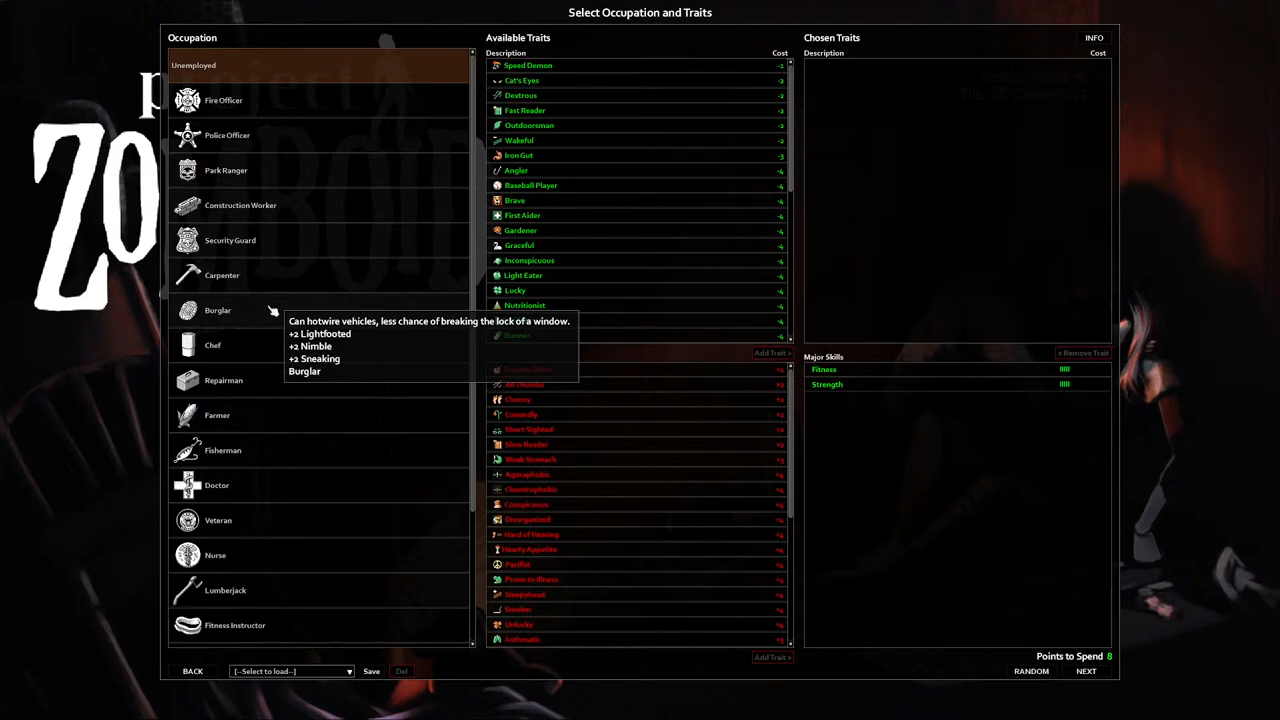 Select Occupation and Traits
Occupation
Unemployed
Fire Officer
Police Officer
Park Ranger
Construction Worker
Security Guard
Carpenter
Burglar
Chef
Repairman
Farmer
Fisherman
Doctor
Veteran
Nurse
Lumberjack
Fitness Instructor
Can hotwire vehicles, less chance of breaking the lock of a window.
+2 Lightfooted
+2 Nimble
+2 Sneaking
Burglar
Available Traits
Description Cost
Speed Demon -1
Cat's Eyes -2
Dextrous -2
Fast Reader -2
Outdoorsman -2
Wakeful -2
Iron Gut -3
Angler -4
Baseball Player -4
Brave -4
First Aider -4
Gardener -4
Graceful -4
Inconspicuous -4
Light Eater -4
Lucky -4
Nutritionist -4
-4
Runner -4
Add Trait >
All Thumbs +2
Clumsy +2
Cowardly +2
Short Sighted +2
Slow Reader +2
Weak Stomach +3
Agoraphobic +4
Claustrophobic +4
Conspicuous +4
Disorganized +4
Hard of Hearing +4
Hearty Appetite +4
Pacifist +4
Prone to Illness +4
Sleepyhead +4
Smoker +4
Unlucky +4
Asthmatic +5
Add Trait >
Chosen Traits INFO
Description Cost
< Remove Trait
Major Skills
Fitness
Strength
Points to Spend 8
BACK [--Select to load--] Save Del RANDOM NEXT